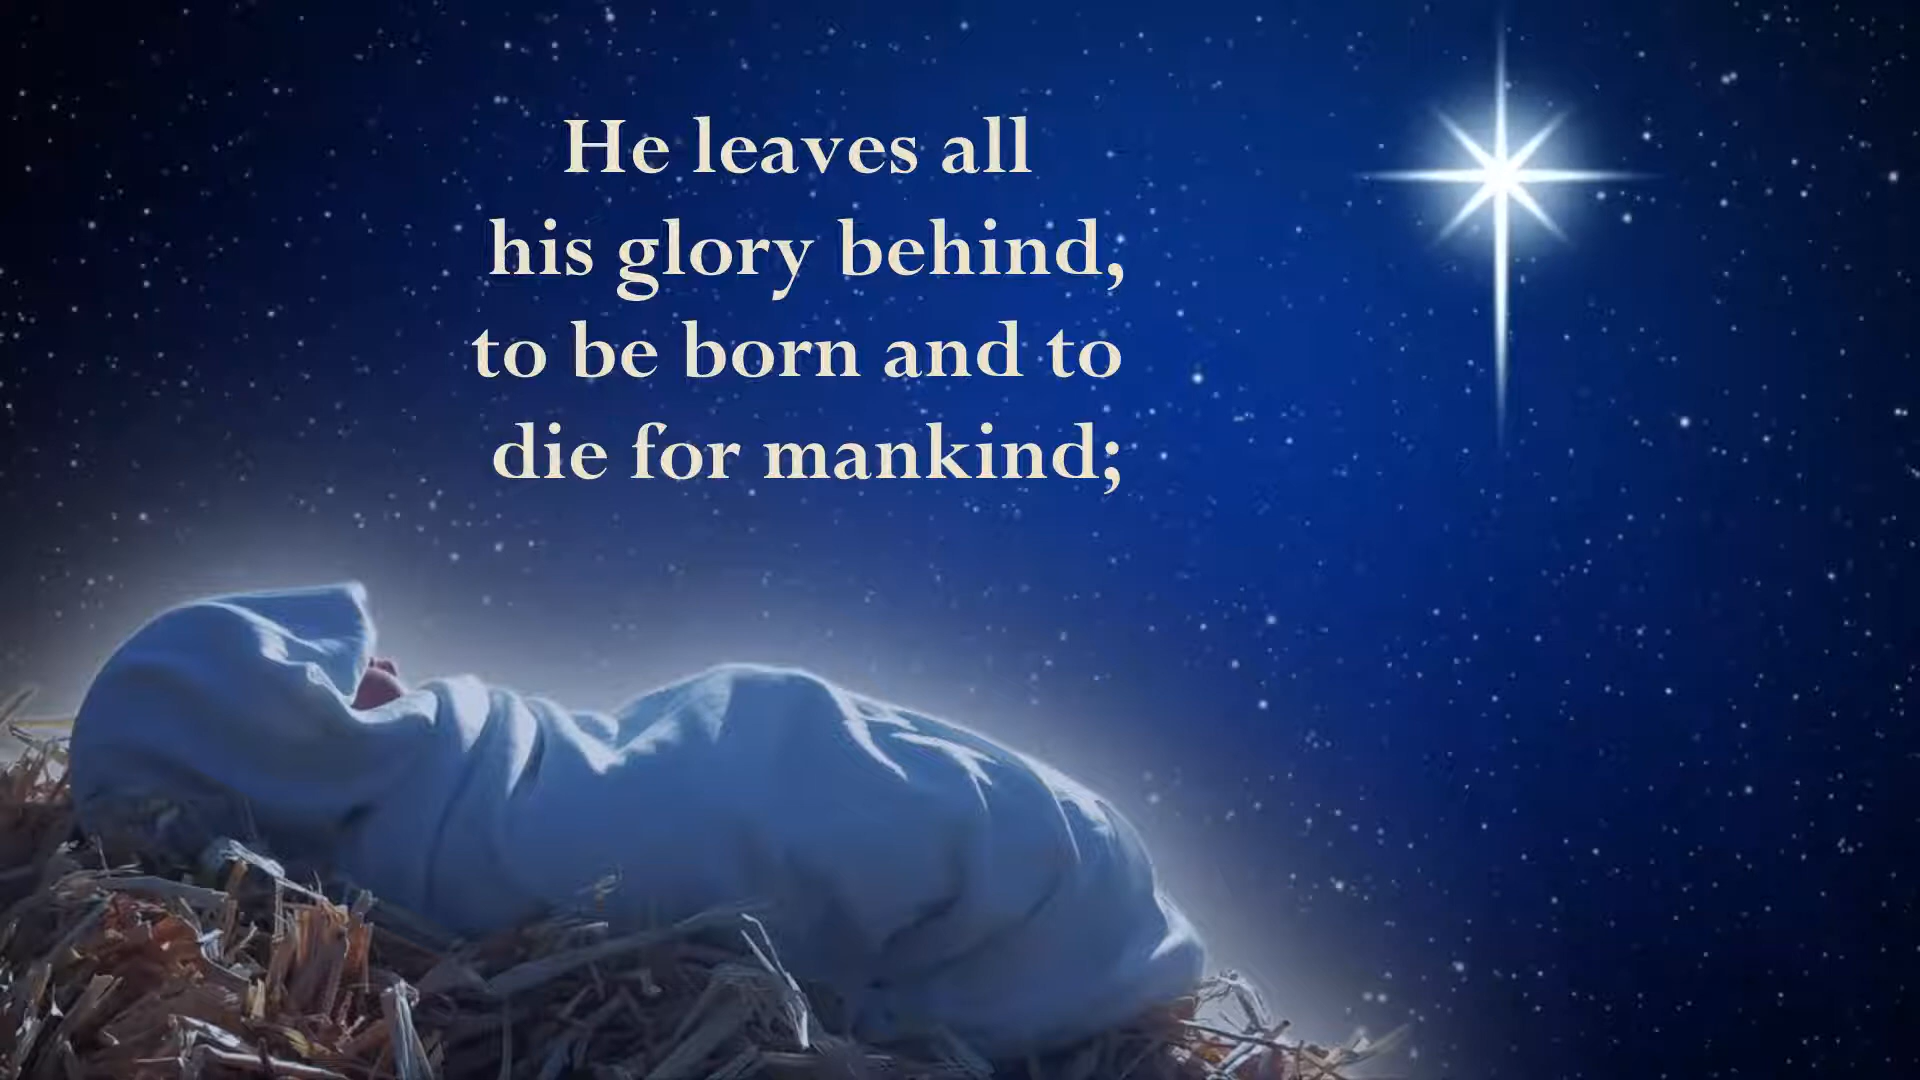 He leaves all
his glory behind,
to be born and to
die for mankind;